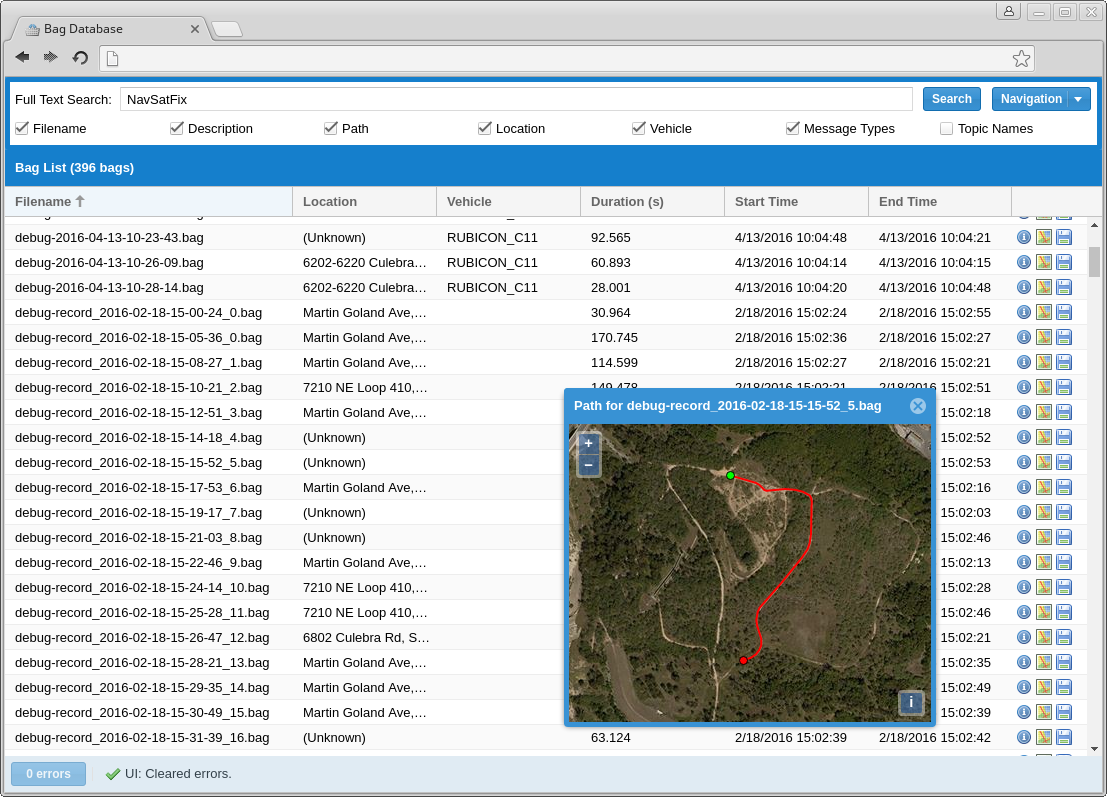 Bag Database
Full Text Search: NavSatFix Search Navigation
Filename Description Path Location Vehicle Message Types Topic Names
Bag List (396 bags)
Filename Location Vehicle Duration (s) Start Time End Time
debug-2016-04-13-10-23-43.bag (Unknown) RUBICON_C11 92.565 4/13/2016 10:04:48 4/13/2016 10:04:21
debug-2016-04-13-10-26-09.bag 6202-6220 Culebra… RUBICON_C11 60.893 4/13/2016 10:04:14 4/13/2016 10:04:15
debug-2016-04-13-10-28-14.bag 6202-6220 Culebra… RUBICON_C11 28.001 4/13/2016 10:04:20 4/13/2016 10:04:48
debug-record_2016-02-18-15-00-24_0.bag Martin Goland Ave,… 30.964 2/18/2016 15:02:24 2/18/2016 15:02:55
debug-record_2016-02-18-15-05-36_0.bag Martin Goland Ave,… 170.745 2/18/2016 15:02:36 2/18/2016 15:02:27
debug-record_2016-02-18-15-08-27_1.bag Martin Goland Ave,… 114.599 2/18/2016 15:02:27 2/18/2016 15:02:21
debug-record_2016-02-18-15-10-21_2.bag 7210 NE Loop 410,… 149.478 2/18/2016 15:02:21 2/18/2016 15:02:51
debug-record_2016-02-18-15-12-51_3.bag Martin Goland Ave,… 15:02:18
debug-record_2016-02-18-15-14-18_4.bag (Unknown) 15:02:52
debug-record_2016-02-18-15-15-52_5.bag (Unknown) 15:02:53
debug-record_2016-02-18-15-17-53_6.bag Martin Goland Ave,… 15:02:16
debug-record_2016-02-18-15-19-17_7.bag (Unknown) 15:02:03
debug-record_2016-02-18-15-21-03_8.bag (Unknown) 15:02:46
debug-record_2016-02-18-15-22-46_9.bag Martin Goland Ave,… 15:02:13
debug-record_2016-02-18-15-24-14_10.bag 7210 NE Loop 410,… 15:02:28
debug-record_2016-02-18-15-25-28_11.bag 7210 NE Loop 410,… 15:02:46
debug-record_2016-02-18-15-26-47_12.bag 6802 Culebra Rd, S… 15:02:21
debug-record_2016-02-18-15-28-21_13.bag Martin Goland Ave,… 15:02:35
debug-record_2016-02-18-15-29-35_14.bag Martin Goland Ave,… 15:02:49
debug-record_2016-02-18-15-30-49_15.bag Martin Goland Ave,… 15:02:39
debug-record_2016-02-18-15-31-39_16.bag (Unknown) 63.124 2/18/2016 15:02:39 2/18/2016 15:02:42
Path for debug-record_2016-02-18-15-15-52_5.bag
+
−
i
0 errors UI: Cleared errors.